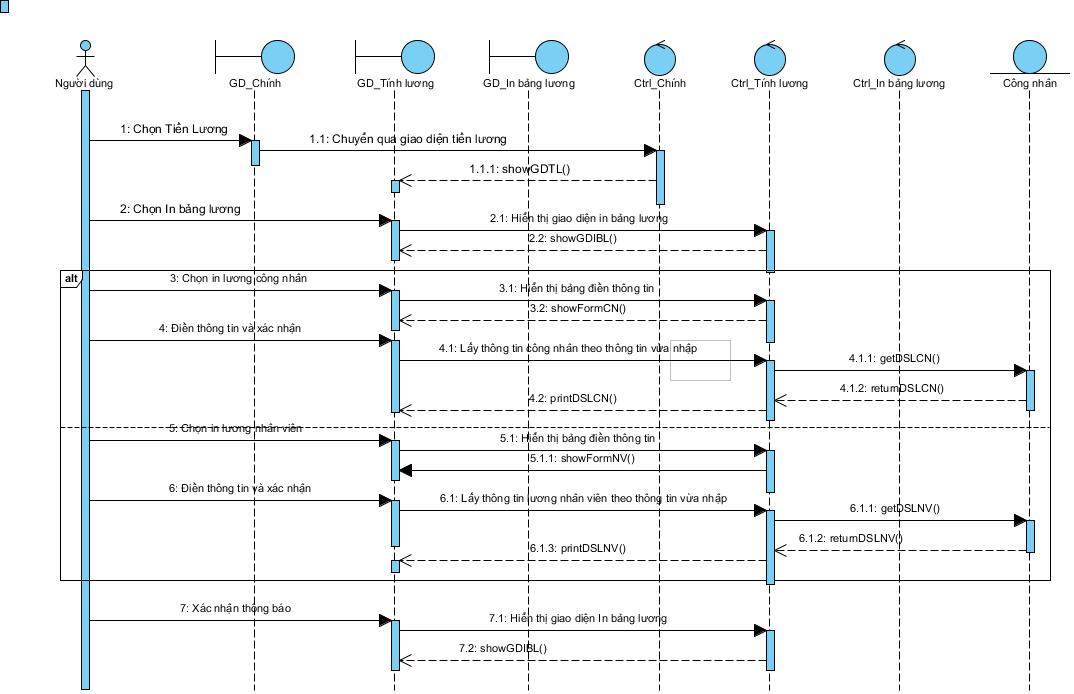 Người dùng
GD_Chính
GD_Tính lương
GD_In bảng lương
Ctrl_Chính
Ctrl_Tính lương
Ctrl_In bảng lương
Công nhân
1: Chọn Tiền Lương
1.1: Chuyển qua giao diện tiền lương
1.1.1: showGDTL()
2: Chọn In bảng lương
2.1: Hiển thị giao diện in bảng lương
2.2: showGDIBL()
alt
3: Chọn in lương công nhân
3.1: Hiển thị bảng điền thông tin
3.2: showFormCN()
4: Điền thông tin và xác nhận
4.1: Lấy thông tin công nhân theo thông tin vừa nhập
4.1.1: getDSLCN()
4.1.2: returnDSLCN()
4.2: printDSLCN()
5: Chọn in lương nhân viên
5.1: Hiển thị bảng điền thông tin
5.1.1: showFormNV()
6: Điền thông tin và xác nhận
6.1: Lấy thông tin lương nhân viên theo thông tin vừa nhập
6.1.1: getDSLNV()
6.1.2: returnDSLNV()
6.1.3: printDSLNV()
7: Xác nhận thông báo
7.1: Hiển thị giao diện In bảng lương
7.2: showGDIBL()